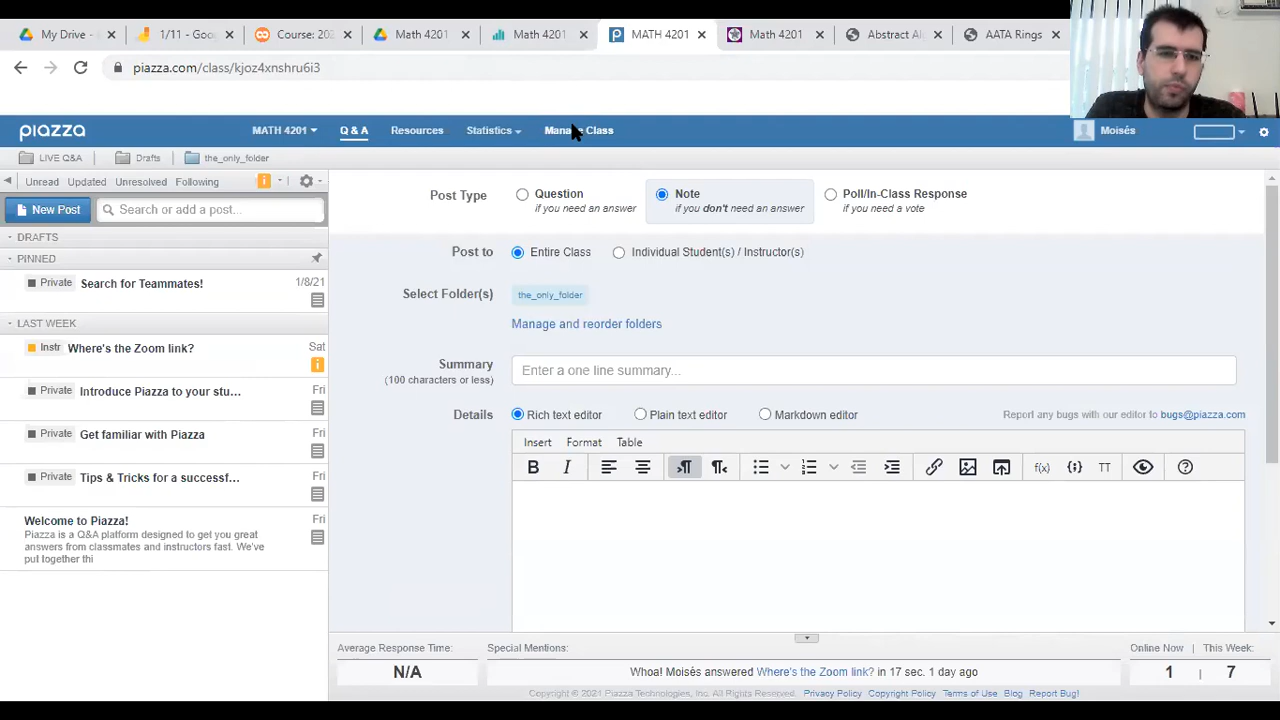 My Drive -
1/11 - Goo
Course: 202
Math 4201
Math 4201
MATH 4201
Math 4201
Abstract Al
AATA Rings
piazza.com/class/kjoz4xnshru6i3
piazza
MATH 4201
Q & A
Resources
Statistics
Manage Class
Moisés
LIVE Q&A
Drafts
the_only_folder
Unread Updated Unresolved Following
New Post
Search or add a post…
DRAFTS
PINNED
Private Search for Teammates! 1/8/21
LAST WEEK
Instr Where's the Zoom link? Sat
Private Introduce Piazza to your stu… Fri
Private Get familiar with Piazza Fri
Private Tips & Tricks for a successf… Fri
Welcome to Piazza! Fri
Piazza is a Q&A platform designed to get you great
answers from classmates and instructors fast. We've
put together thi
Post Type
Question
if you need an answer
Note
if you don't need an answer
Poll/In-Class Response
if you need a vote
Post to
Entire Class
Individual Student(s) / Instructor(s)
Select Folder(s)
the_only_folder
Manage and reorder folders
Summary
(100 characters or less)
Enter a one line summary...
Details
Rich text editor
Plain text editor
Markdown editor
Report any bugs with our editor to bugs@piazza.com
Insert Format Table
B I f(x) TT
Average Response Time:
N/A
Special Mentions:
Whoa! Moisés answered Where's the Zoom link? in 17 sec. 1 day ago
Online Now | This Week:
1 | 7
Copyright © 2021 Piazza Technologies, Inc. All Rights Reserved. Privacy Policy Copyright Policy Terms of Use Blog Report Bug!